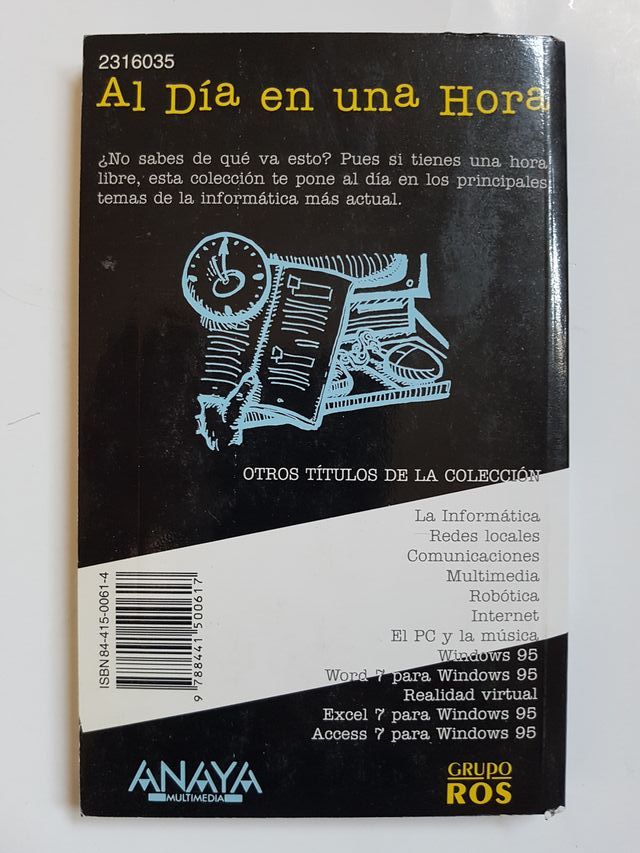 2316035
Al Día en una Hora
¿No sabes de qué va esto? Pues si tienes una hora
libre, esta colección te pone al día en los principales
temas de la informática más actual.
OTROS TÍTULOS DE LA COLECCIÓN
La Informática
Redes locales
Comunicaciones
Multimedia
Robótica
Internet
El PC y la música
Windows 95
Word 7 para Windows 95
Realidad virtual
Excel 7 para Windows 95
Access 7 para Windows 95
ISBN 84-415-0061-4
9 788441 500617
ANAYA
MULTIMEDIA
GRUPO
ROS